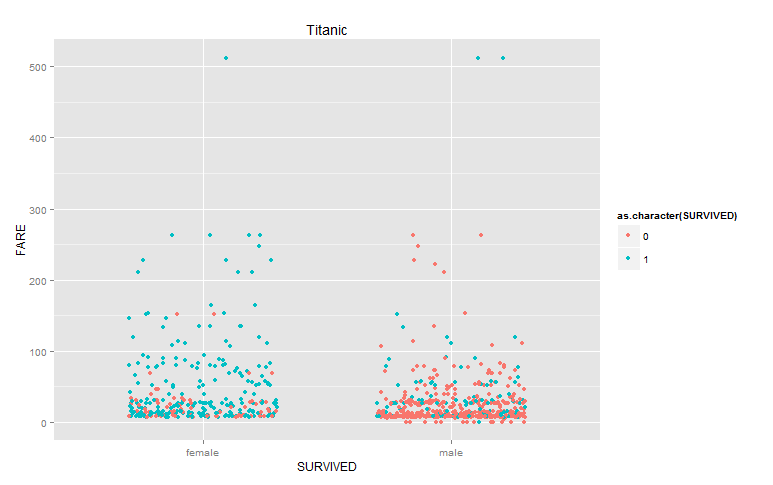 Titanic
FARE
500
400
300
200
100
0
female
male
SURVIVED
as.character(SURVIVED)
0
1